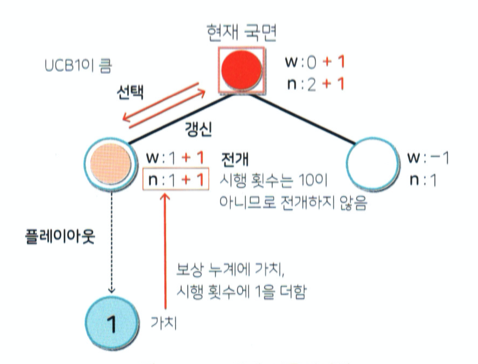 현재 국면
w:0 + 1
n:2 + 1
UCB1이 큼
선택
갱신
w:1 + 1
n:1 + 1
전개
시행 횟수는 10이
아니므로 전개하지 않음
w:-1
n:1
플레이아웃
보상 누계에 가치,
시행 횟수에 1을 더함
1
가치